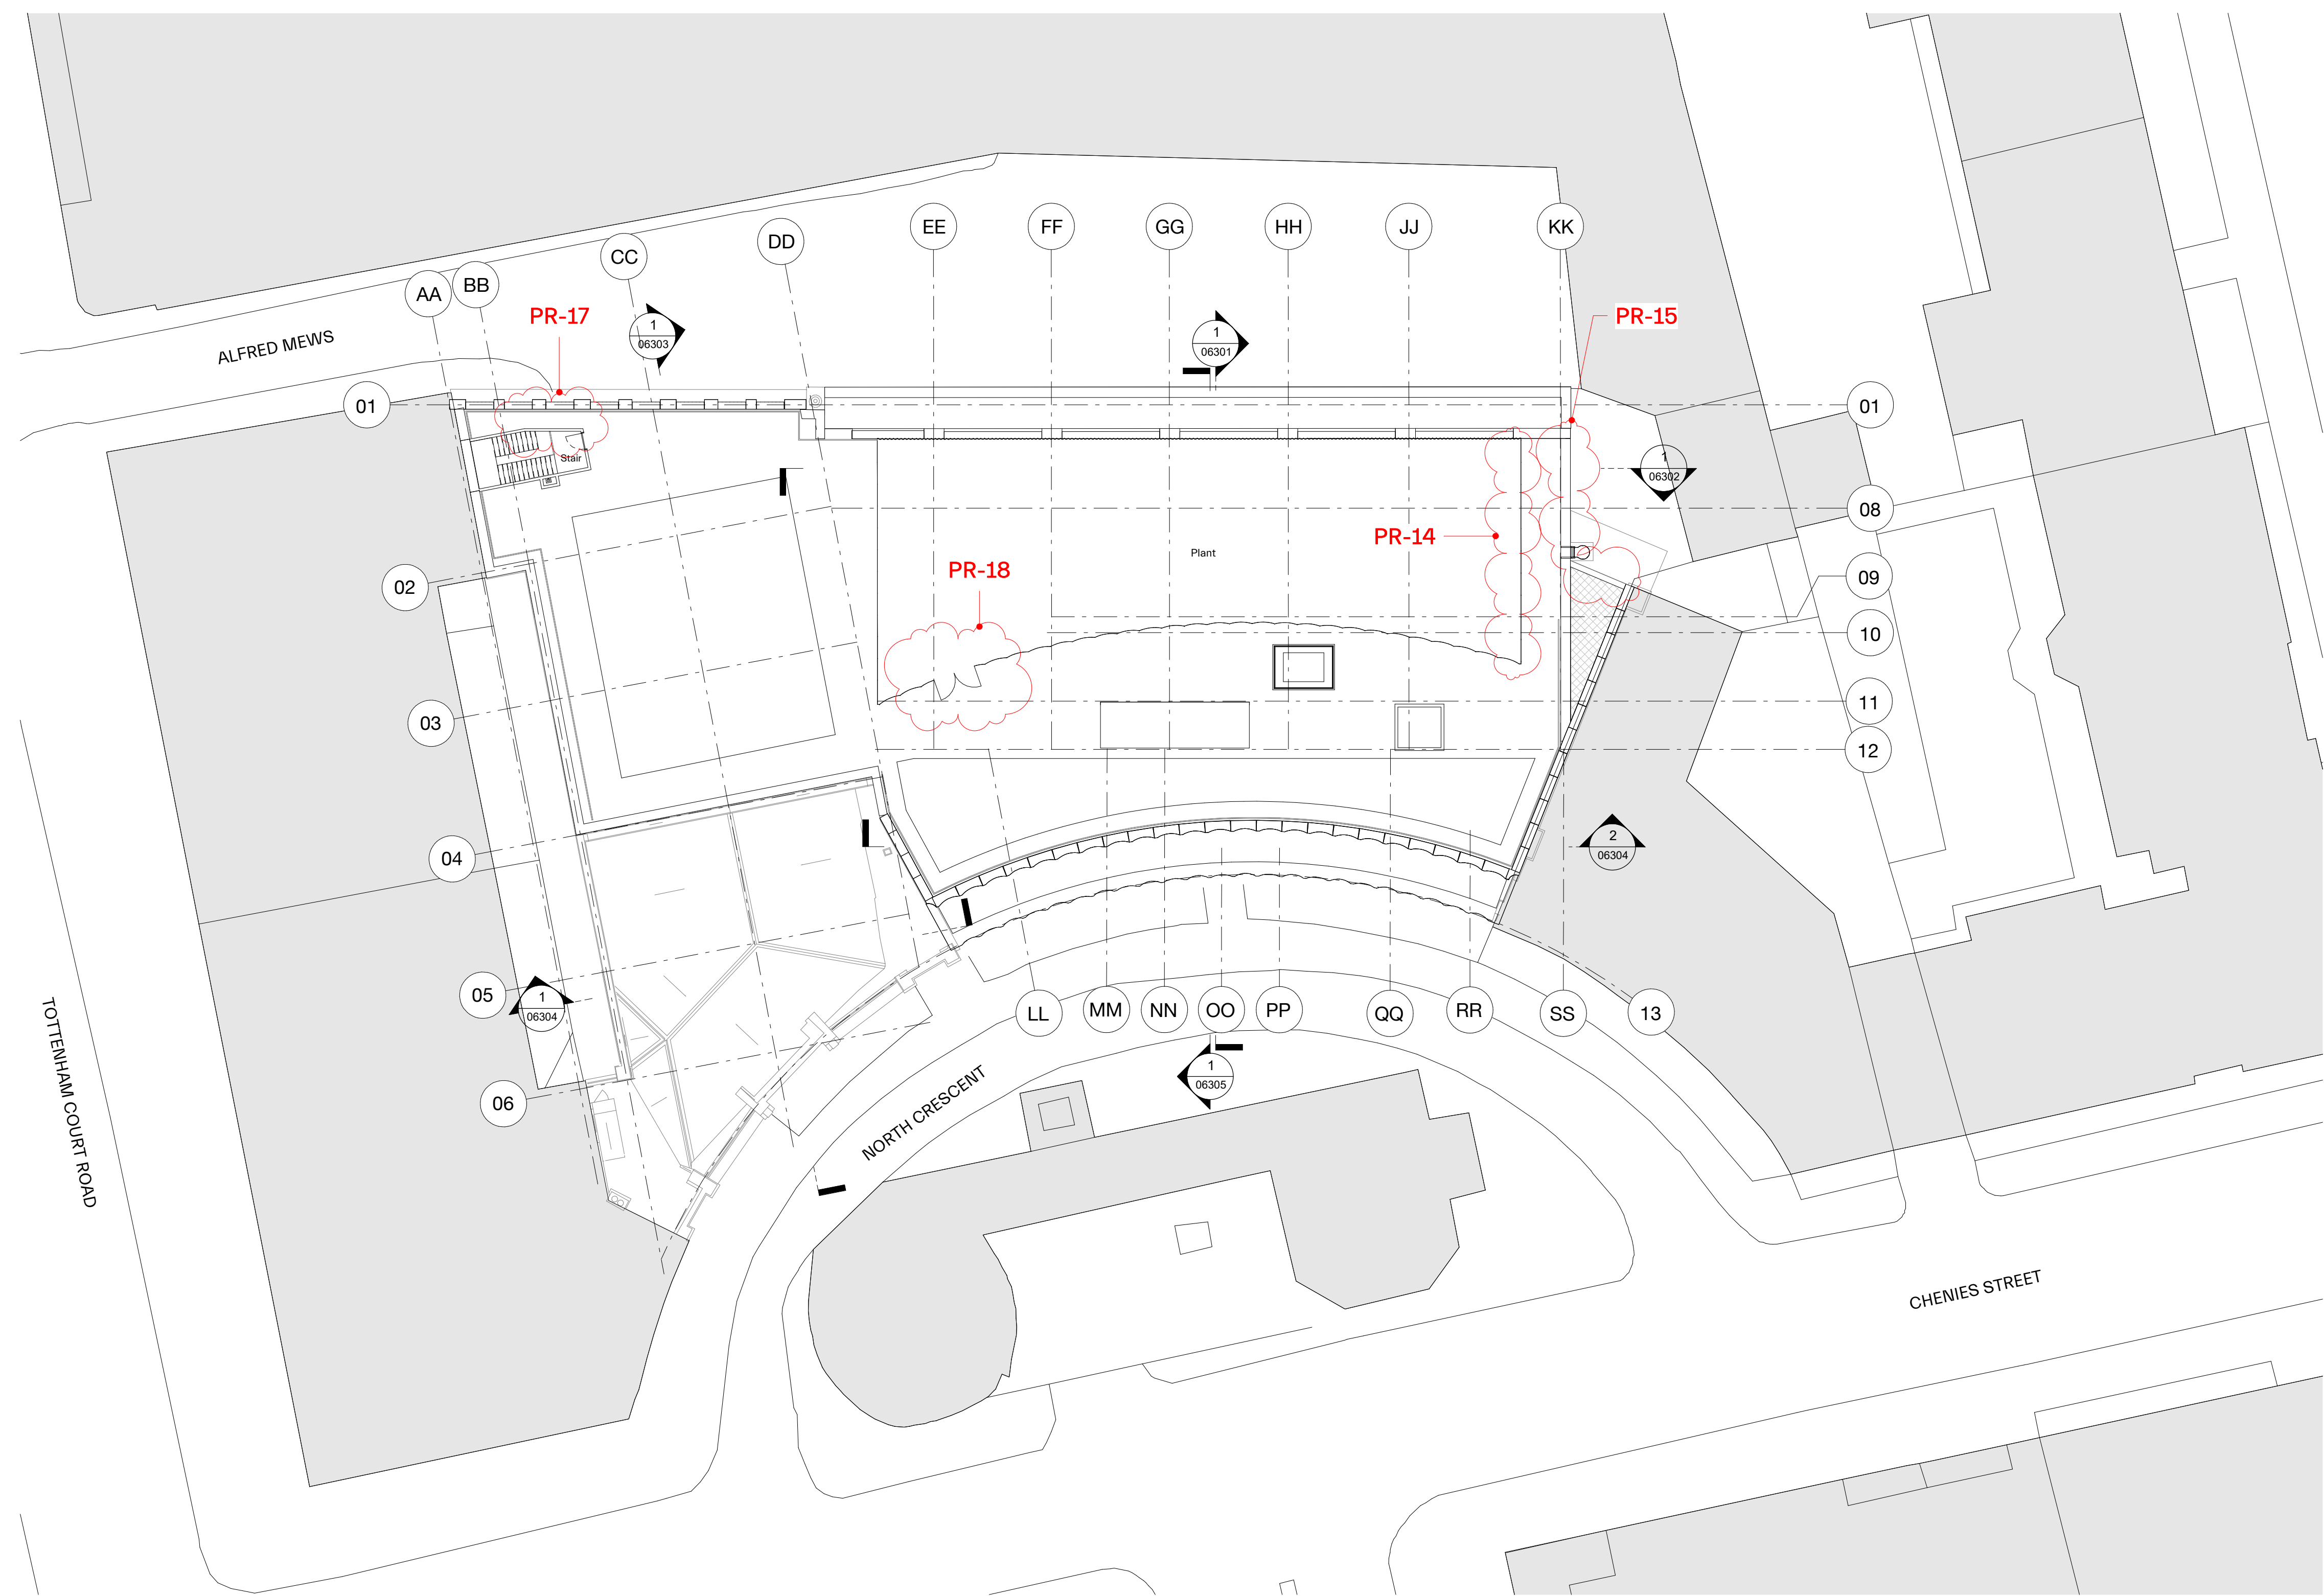 EE
FF
GG
HH
JJ
KK
DD
CC
BB
AA
PR-17
PR-15
1
06303
1
06301
ALFRED MEWS
01
01
Stair
1
06302
08
PR-14
Plant
PR-18
02
09
10
11
03
12
04
2
06304
05
1
06304
LL
MM
NN
OO
PP
QQ
RR
SS
13
1
06305
06
NORTH CRESCENT
TOTTENHAM COURT ROAD
CHENIES STREET